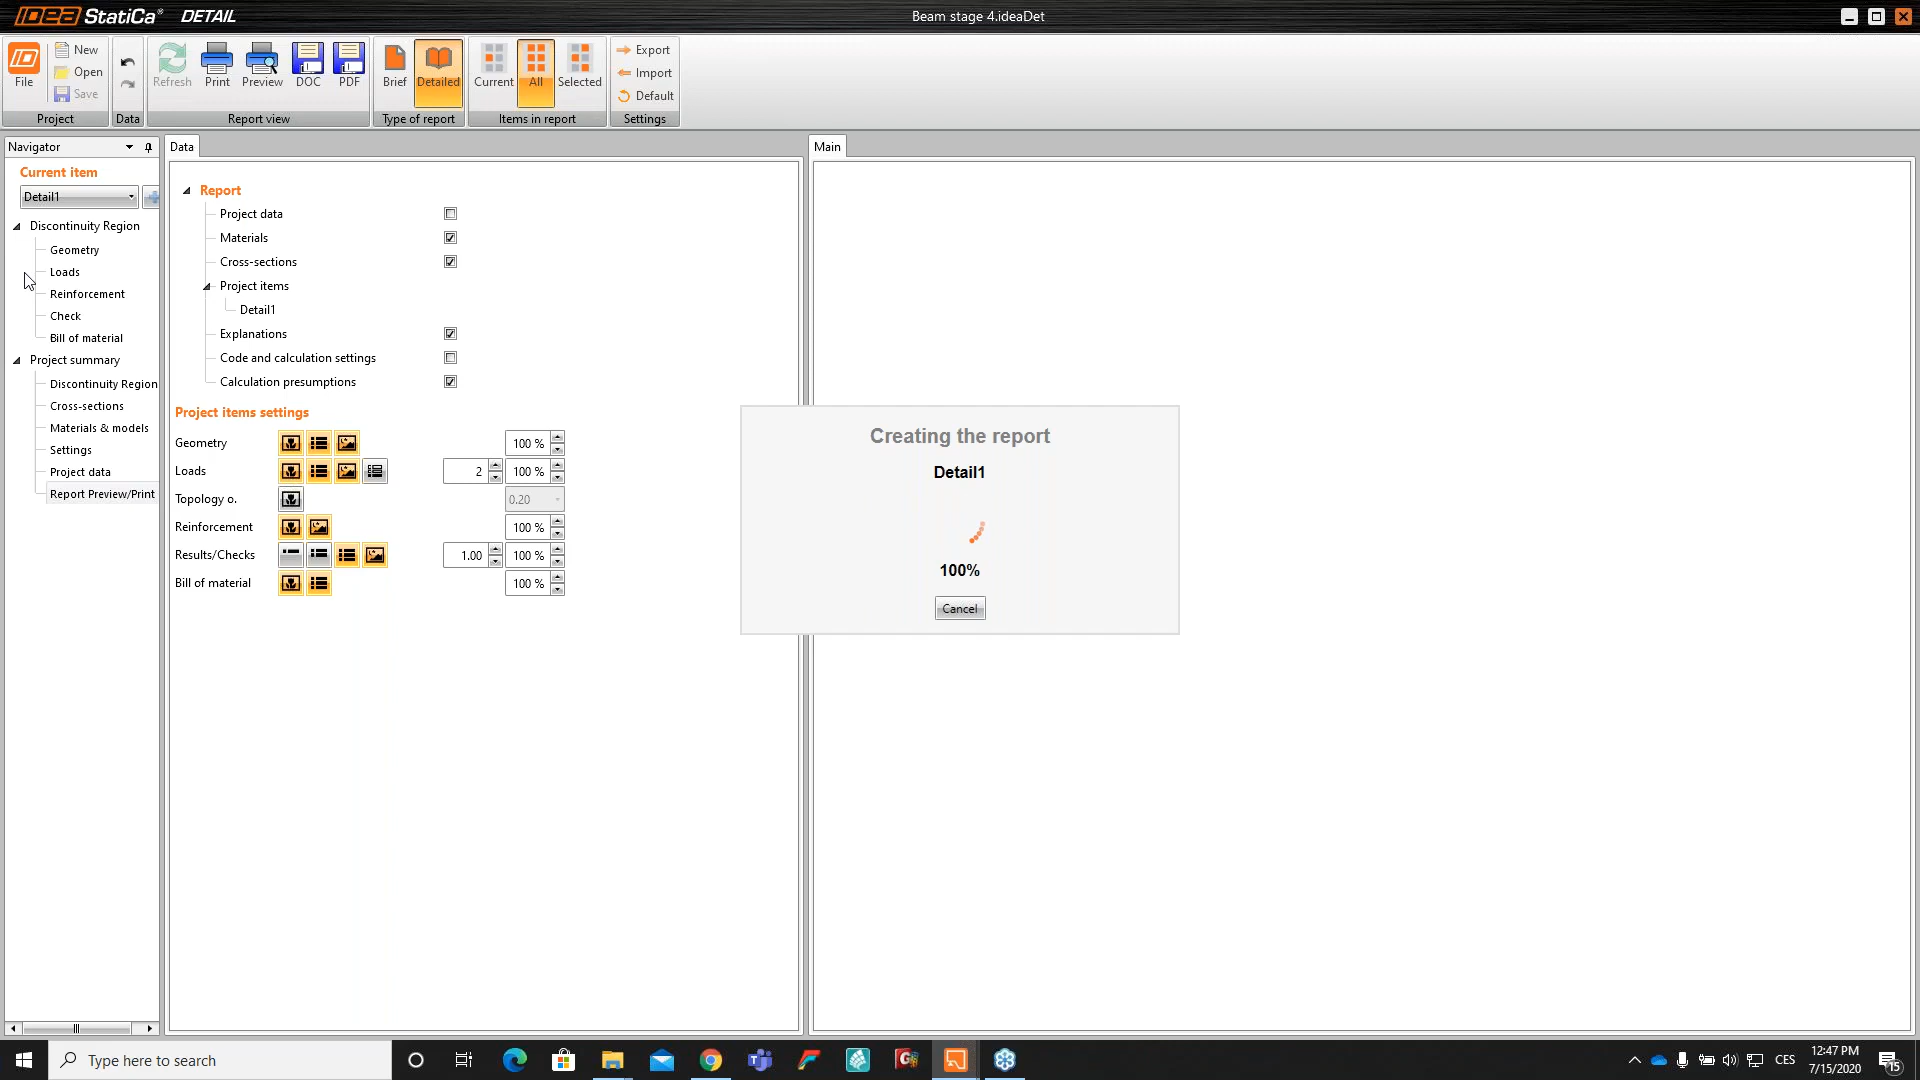 IDEA StatiCa® DETAIL
Beam stage 4.ideaDet
File
New
Open
Save
Refresh
Print
Preview
DOC
PDF
Brief
Detailed
Current
All
Selected
Export
Import
Default
Project
Data
Report view
Type of report
Items in report
Settings
Navigator
Current item
Detail1
Discontinuity Region
Geometry
Loads
Reinforcement
Check
Bill of material
Project summary
Discontinuity Region
Cross-sections
Materials & models
Settings
Project data
Report Preview/Print
Data
Report
Project data
Materials
Cross-sections
Project items
Detail1
Explanations
Code and calculation settings
Calculation presumptions
Project items settings
Geometry 100 %
Loads 2 100 %
Topology o. 0.20
Reinforcement 100 %
Results/Checks 1.00 100 %
Bill of material 100 %
Main
Creating the report
Detail1
100%
Cancel
Type here to search
CES
12:47 PM
7/15/2020
15